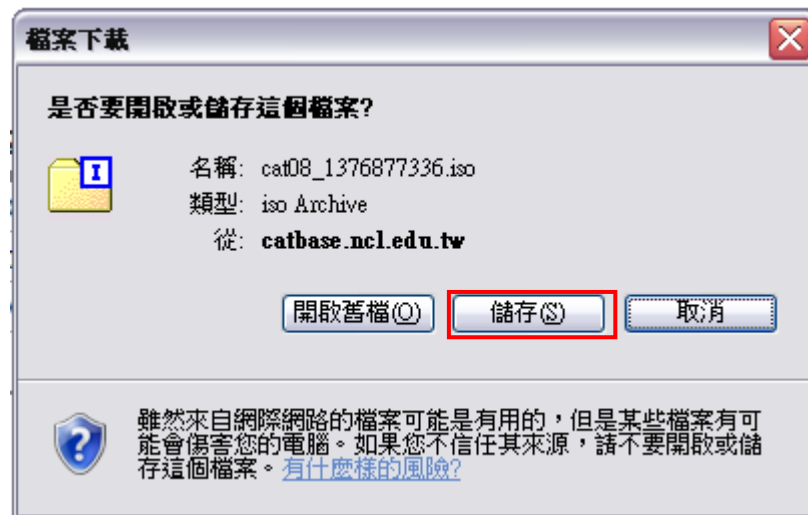 檔案下載
是否要開啟或儲存這個檔案?
I
名稱: cat08_1376877336.iso
類型: iso Archive
從: catbase.ncl.edu.tw
開啟舊檔(O) 儲存(S) 取消
雖然來自網際網路的檔案可能是有用的，但是某些檔案有可
能會傷害您的電腦。如果您不信任其來源，請不要開啟或儲
存這個檔案。有什麼樣的風險?